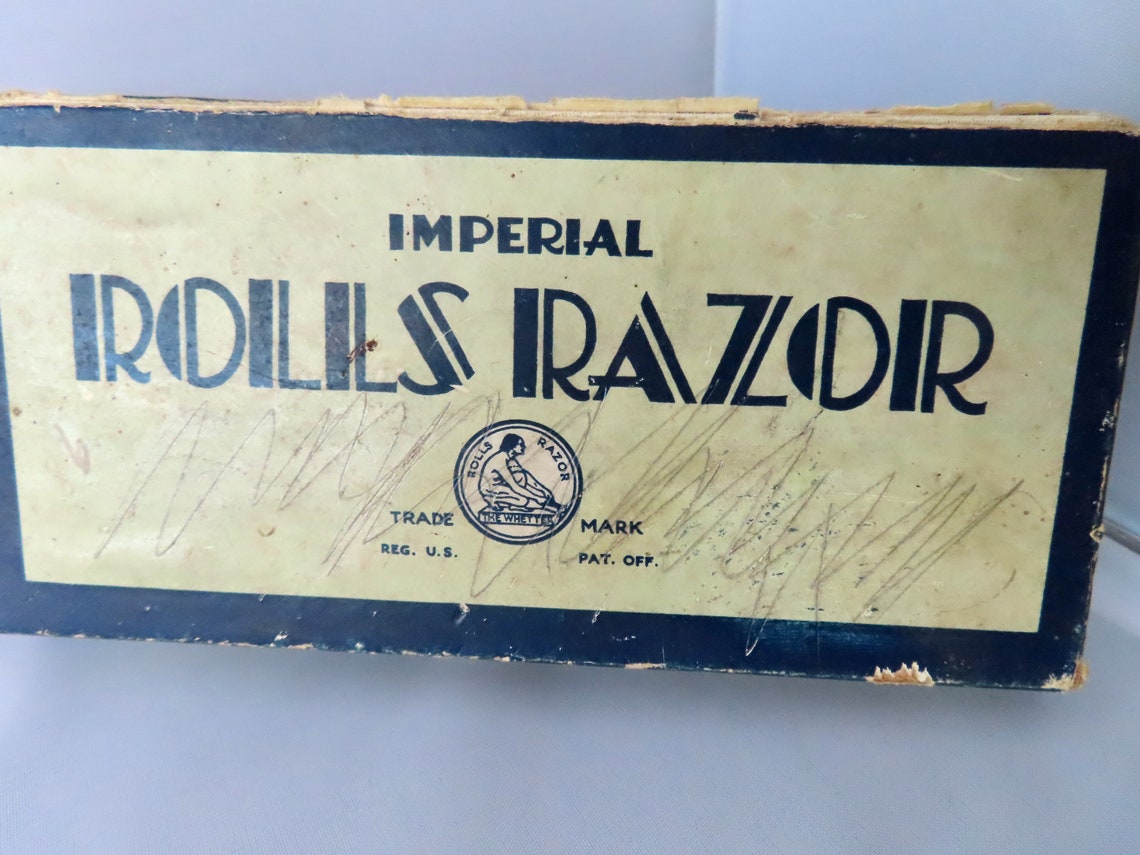 IMPERIAL
ROLLS RAZOR
ROLLS RAZOR
THE WHETTER
TRADE MARK
REG. U.S. PAT. OFF.